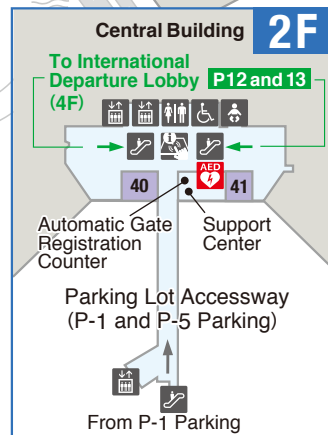 Central Building
2F
To International
Departure Lobby
(4F)
P12 and 13
AED
40
41
Automatic Gate
Registration
Counter
Support
Center
Parking Lot Accessway
(P-1 and P-5 Parking)
From P-1 Parking